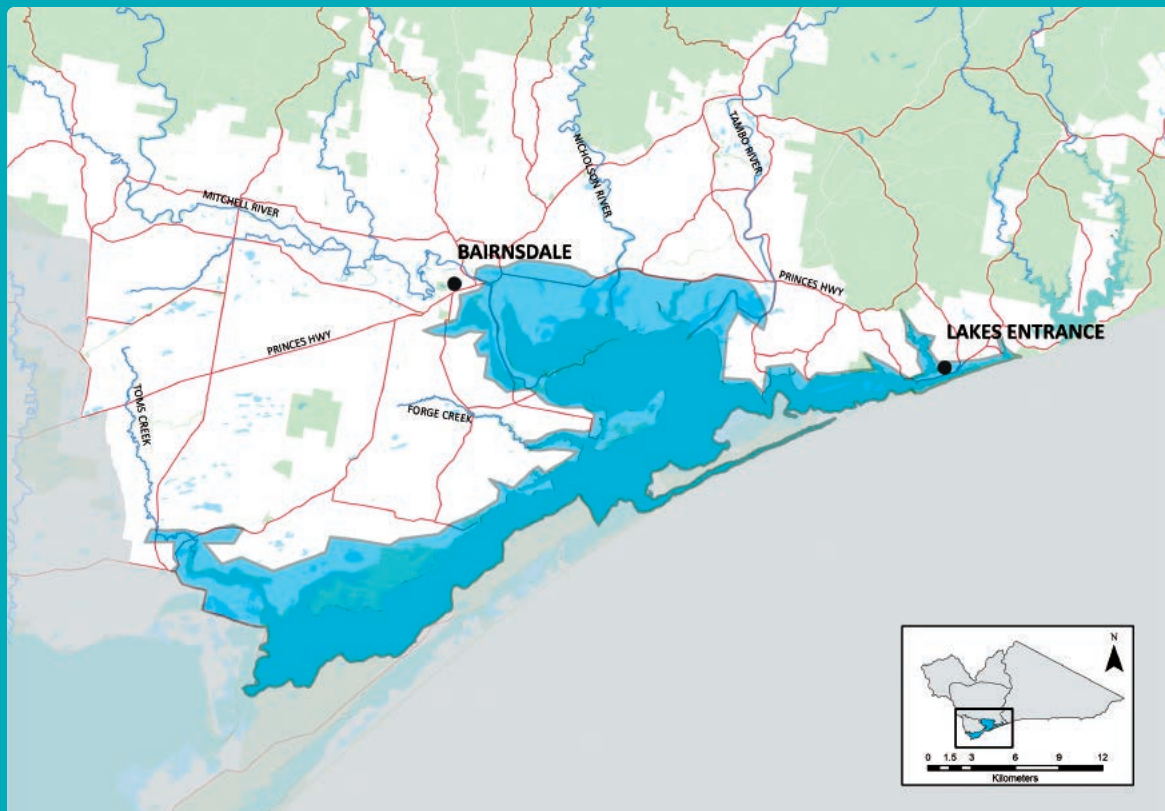 NICHOLSON RIVER
TAMBO RIVER
MITCHELL RIVER
BAIRNSDALE
PRINCES HWY
LAKES ENTRANCE
PRINCES HWY
TOMS CREEK
FORGE CREEK
N
0 1.5 3 6 9 12
Kilometers